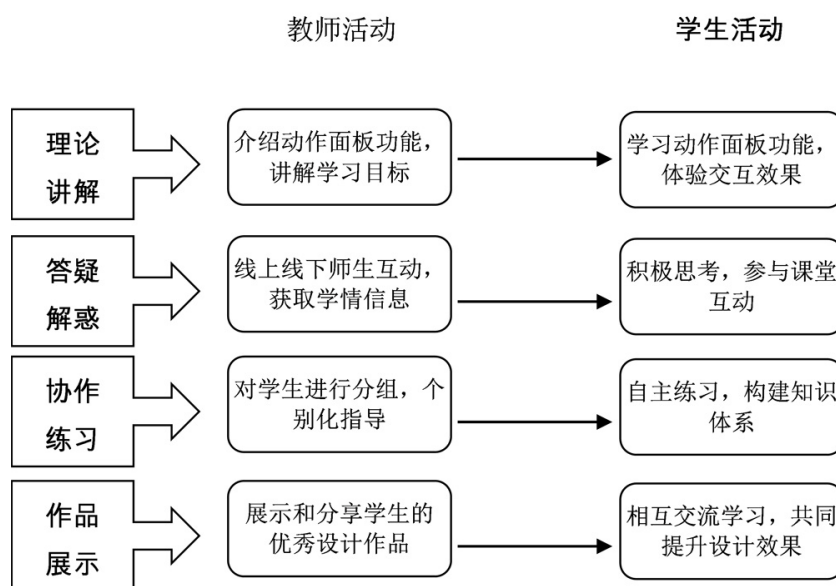 教师活动
学生活动
理论
讲解
介绍动作面板功能，
讲解学习目标
学习动作面板功能，
体验交互效果
答疑
解惑
线上线下师生互动，
获取学情信息
积极思考，参与课堂
互动
协作
练习
对学生进行分组，个
别化指导
自主练习，构建知识
体系
作品
展示
展示和分享学生的
优秀设计作品
相互交流学习，共同
提升设计效果